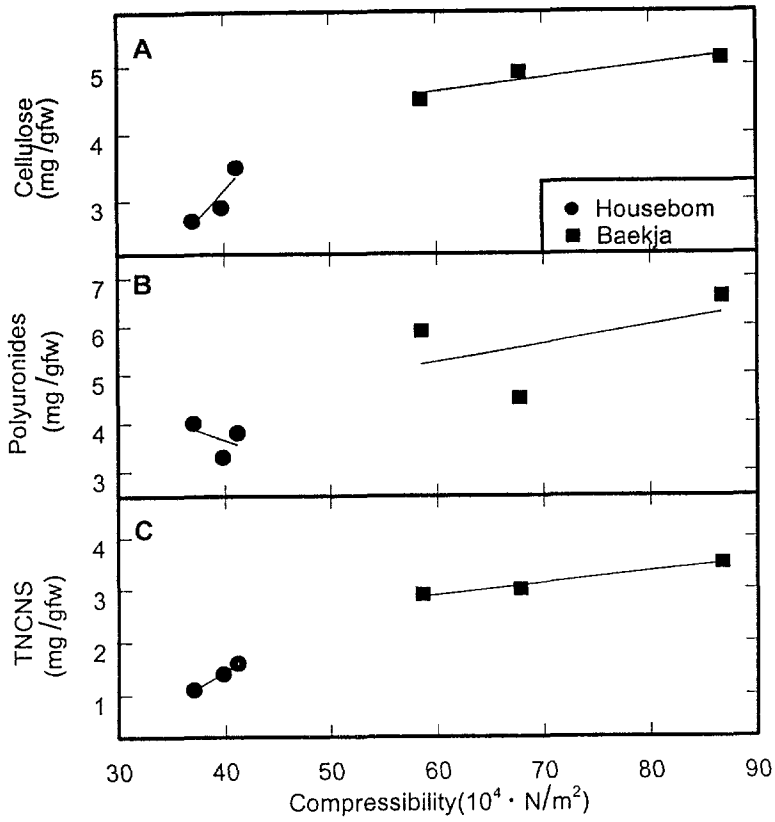 A
Cellulose
(mg/gfw)
5
4
3
● Housebom
■ Baekja
B
Polyuronides
(mg/gfw)
7
6
5
4
3
C
TNCNS
(mg/gfw)
4
3
2
1
30 40 50 60 70 80 90
Compressibility(10⁴・N/m²)